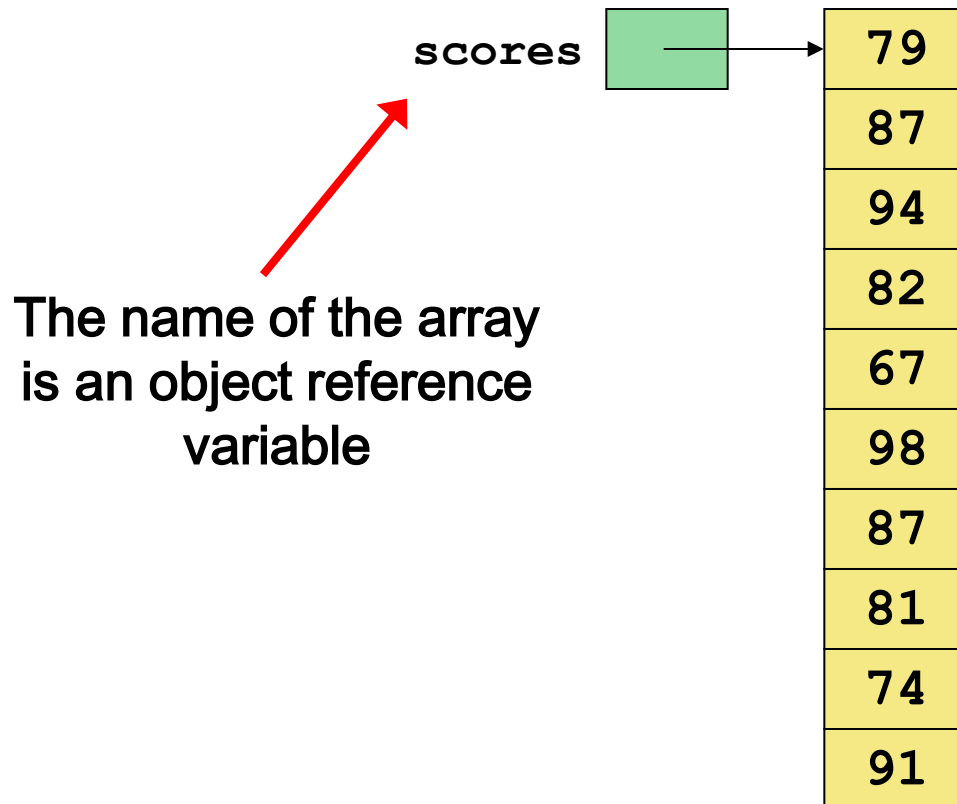 scores 79
87
94
82
The name of the array
is an object reference
variable
67
98
87
81
74
91